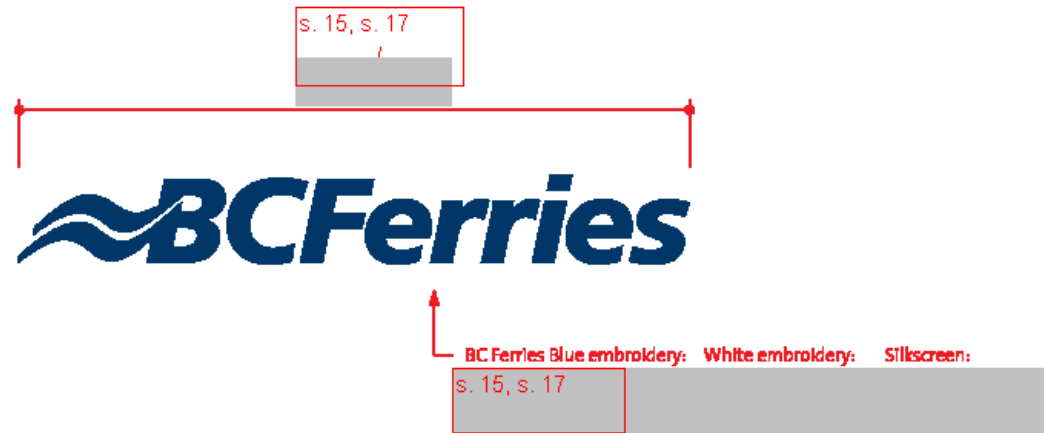 s. 15, s. 17
BCFerries
BC Ferries Blue embroidery: White embroidery: Silkscreen:
s. 15, s. 17